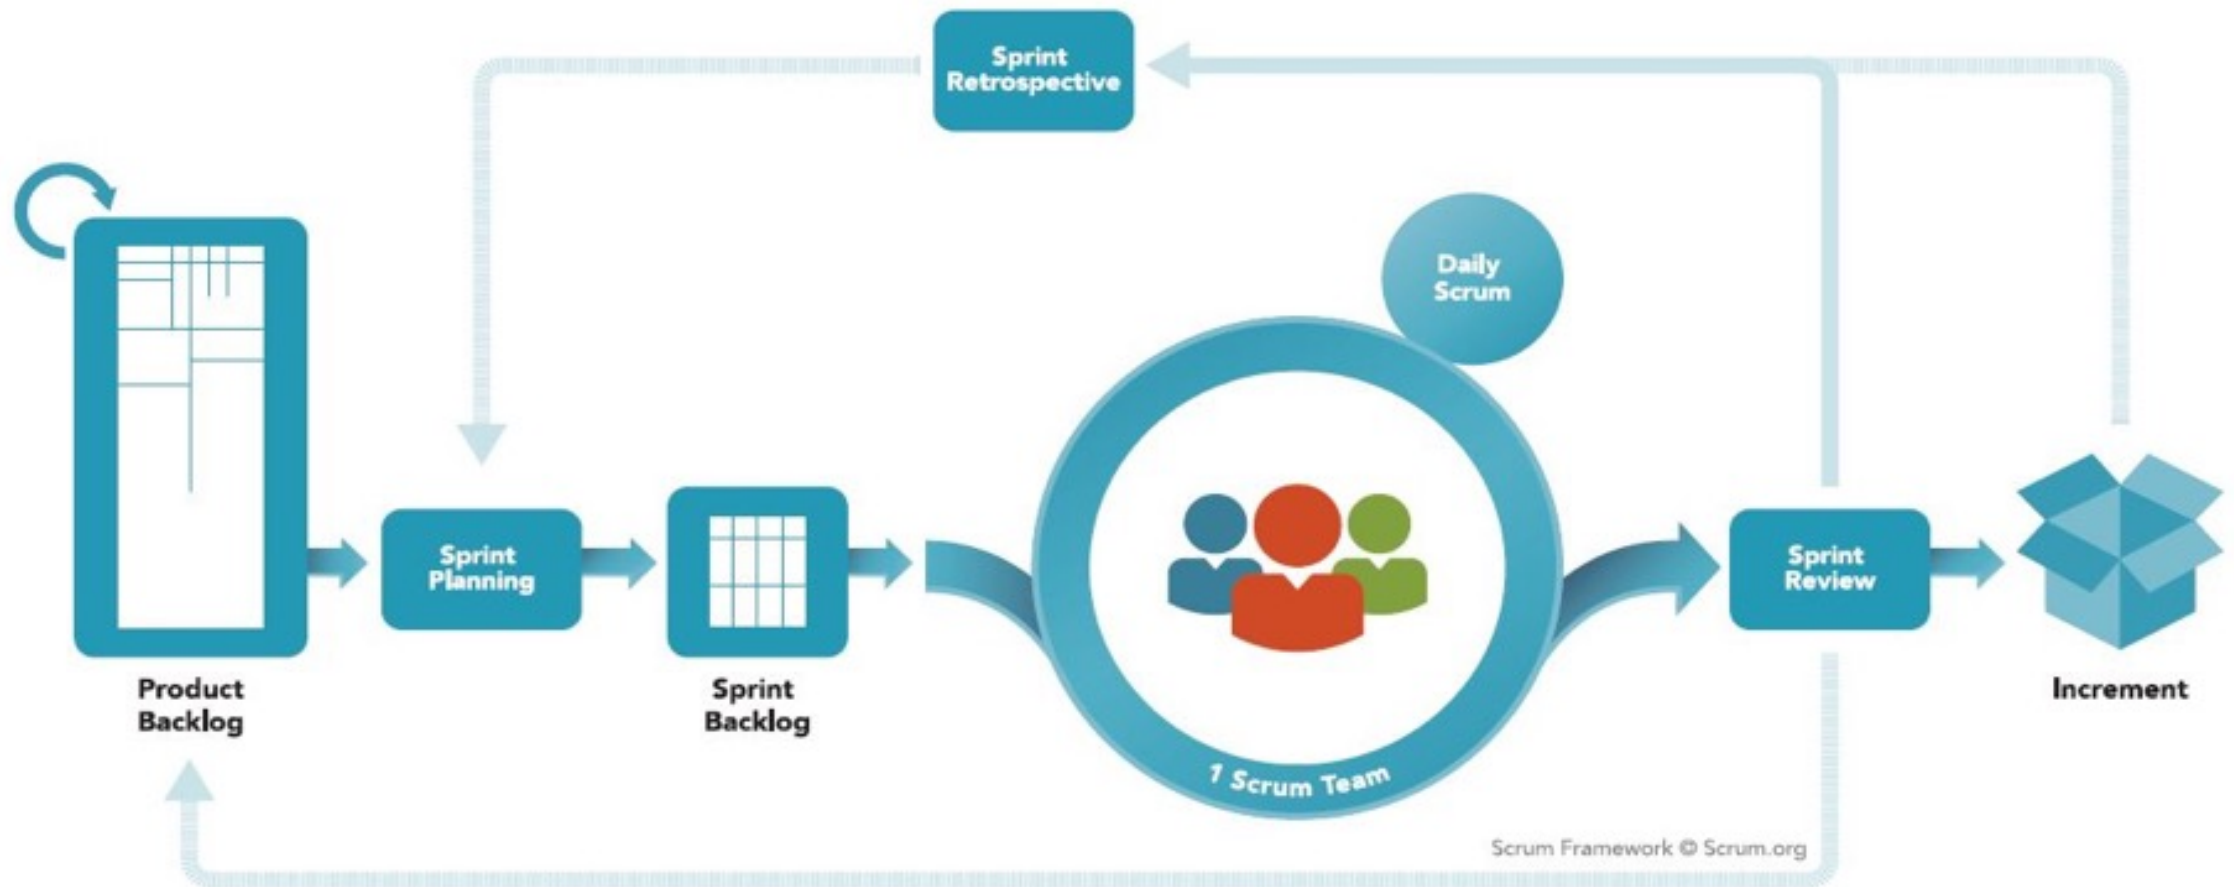 Sprint
Retrospective
Daily
Scrum
Sprint
Planning
Sprint
Review
Product
Backlog
Sprint
Backlog
Increment
1 Scrum Team
Scrum Framework © Scrum.org